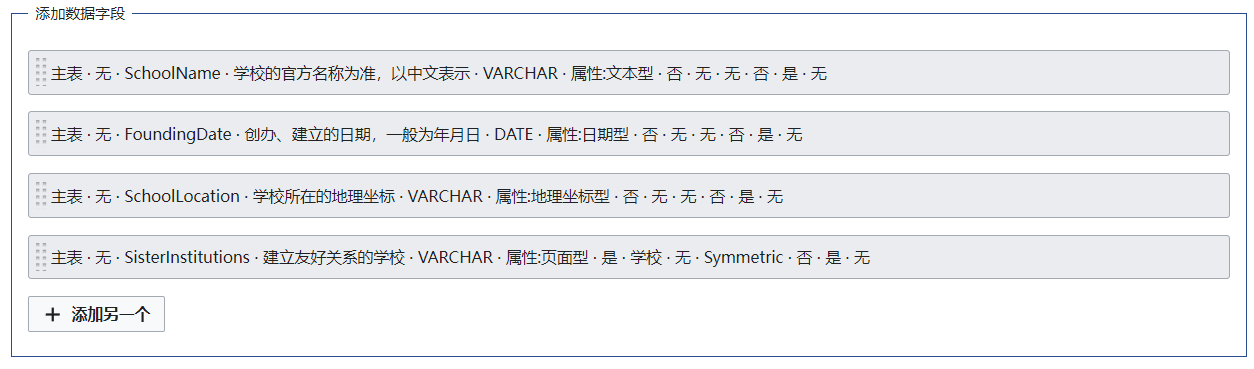 添加数据字段
主表 · 无 · SchoolName · 学校的官方名称为准，以中文表示 · VARCHAR · 属性:文本型 · 否 · 无 · 无 · 否 · 是 · 无
主表 · 无 · FoundingDate · 创办、建立的日期，一般为年月日 · DATE · 属性:日期型 · 否 · 无 · 无 · 否 · 是 · 无
主表 · 无 · SchoolLocation · 学校所在的地理坐标 · VARCHAR · 属性:地理坐标型 · 否 · 无 · 无 · 否 · 是 · 无
主表 · 无 · SisterInstitutions · 建立友好关系的学校 · VARCHAR · 属性:页面型 · 是 · 学校 · 无 · Symmetric · 否 · 是 · 无
添加另一个